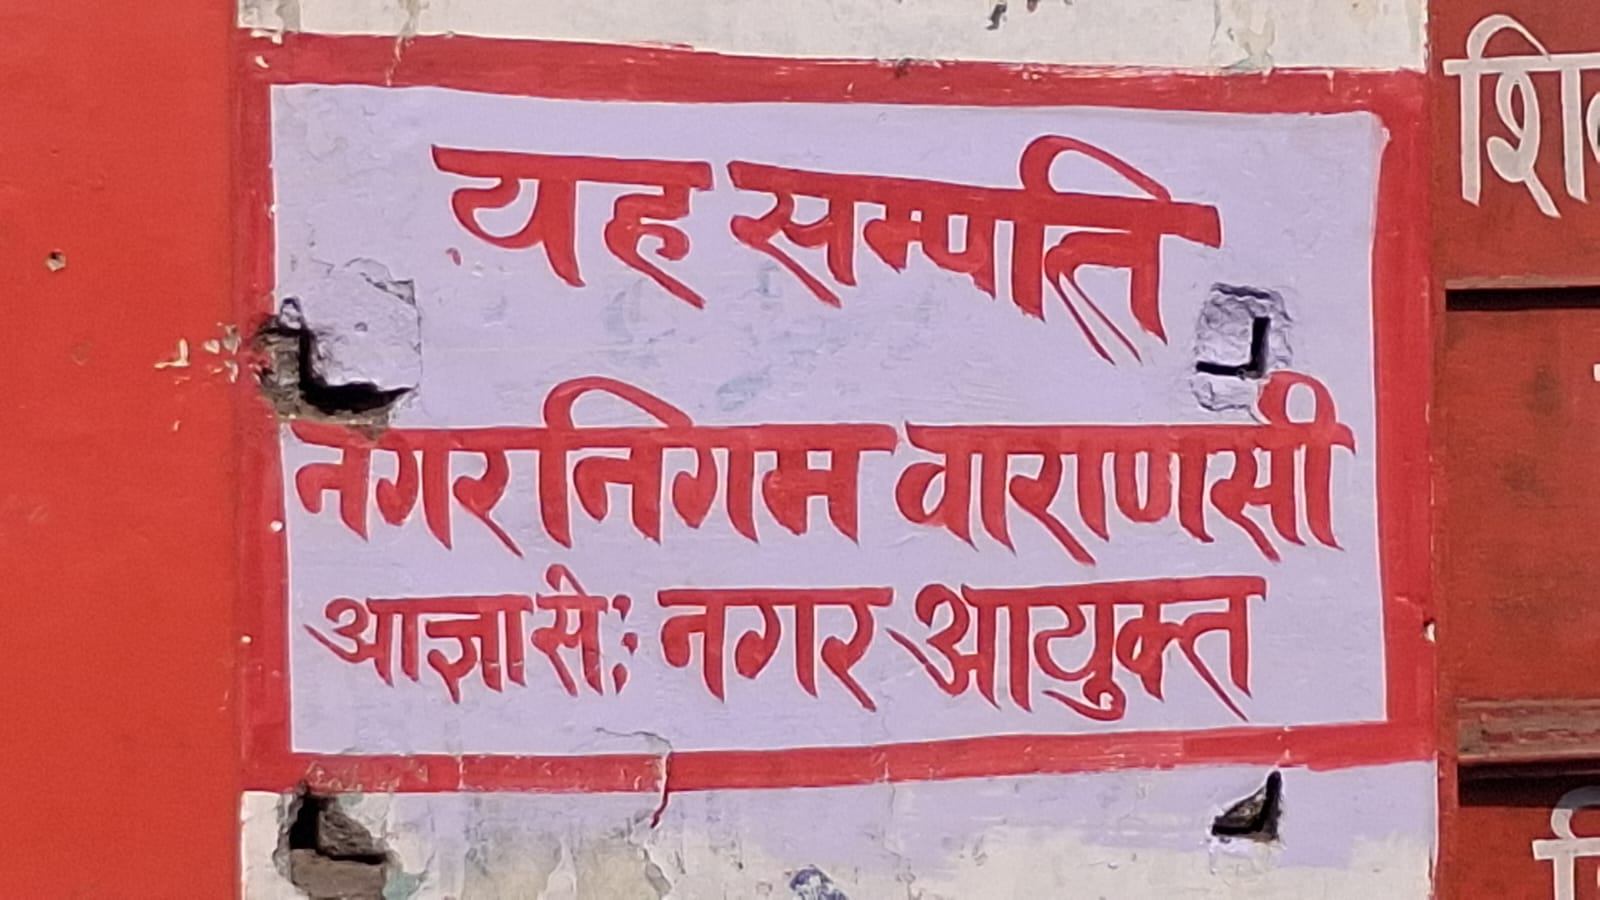 यह सम्पत्ति
नगर निगम वाराणसी
आज्ञा से: नगर आयुक्त